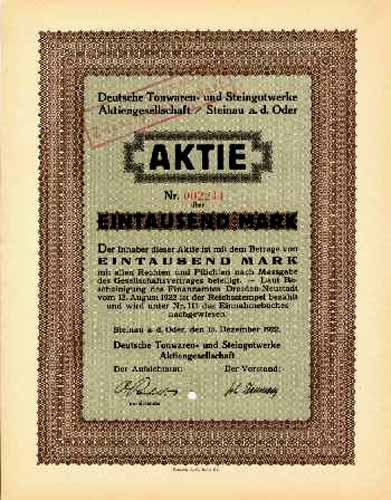 Deutsche Tonwaren- und Steingutwerke
Aktiengesellschaft / Steinau a. d. Oder
AKTIE
Nr. 002244
über
EINTAUSEND MARK
Der Inhaber dieser Aktie ist mit dem Betrage von
EINTAUSEND MARK
mit allen Rechten und Pflichten nach Massgabe
des Gesellschaftsvertrages beteiligt. — Laut Be-
scheinigung des Finanzamtes Dresden-Neustadt
vom 12. August 1922 ist der Reichsstempel bezahlt
und wird unter Nr. 111 des Einnahmebuches
nachgewiesen.
Steinau a. d. Oder, den 15. Dezember 1922.
Deutsche Tonwaren- und Steingutwerke
Aktiengesellschaft
Der Aufsichtsrat: Der Vorstand: